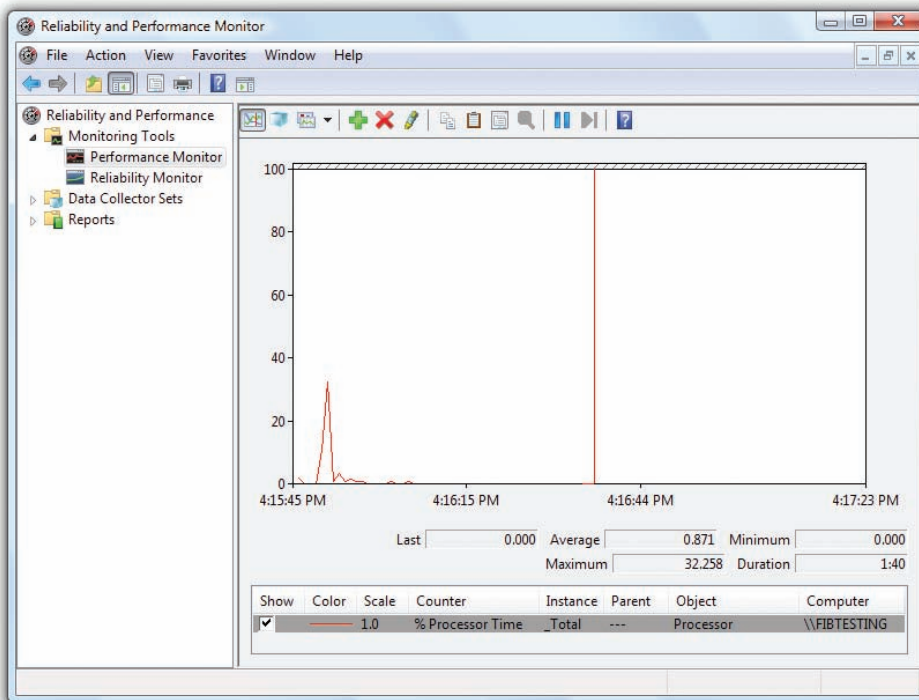 Reliability and Performance Monitor
File Action View Favorites Window Help
Reliability and Performance
Monitoring Tools
Performance Monitor
Reliability Monitor
Data Collector Sets
Reports
100
80
60
40
20
0
4:15:45 PM 4:16:15 PM 4:16:44 PM 4:17:23 PM
Last 0.000 Average 0.871 Minimum 0.000
Maximum 32.258 Duration 1:40
Show Color Scale Counter Instance Parent Object Computer
1.0 % Processor Time _Total --- Processor \\FIBTESTING